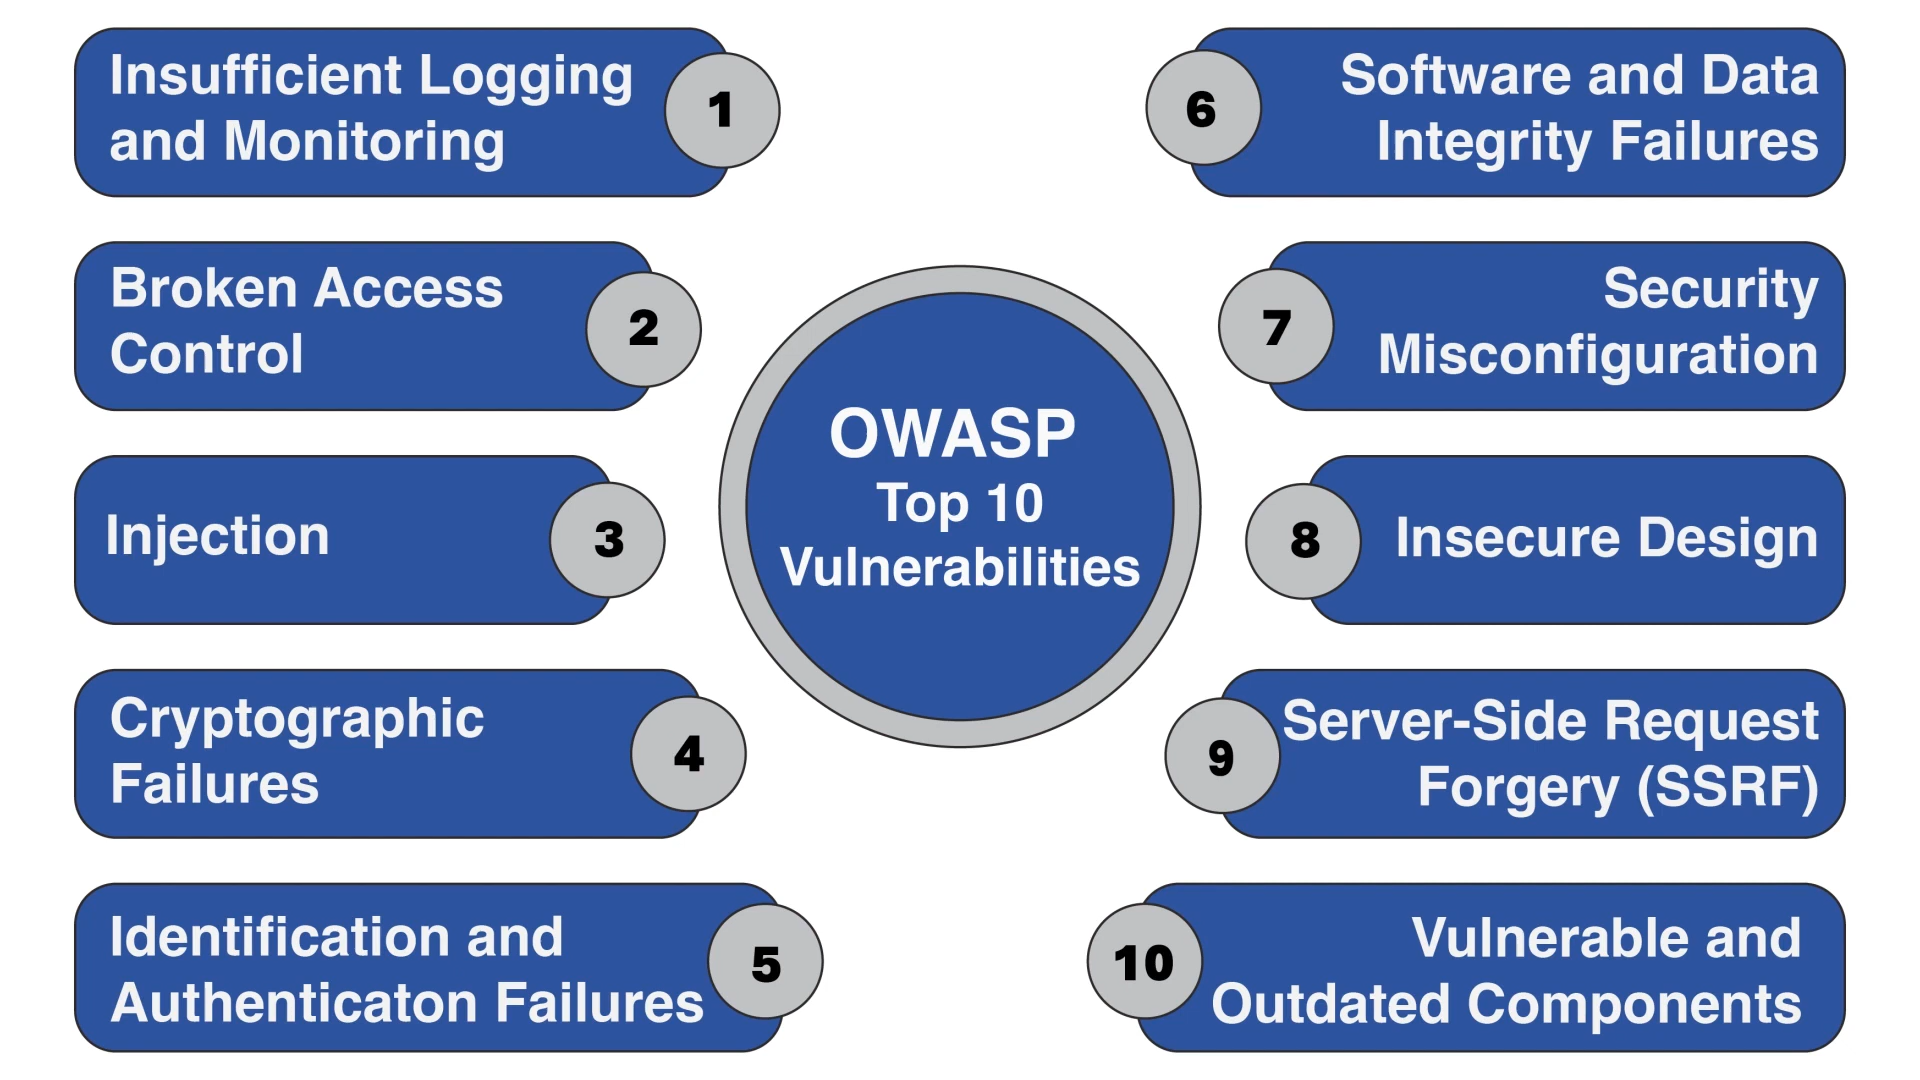 Insufficient Logging
and Monitoring
1
Broken Access
Control
2
Injection
3
Cryptographic
Failures
4
Identification and
Authenticaton Failures
5
OWASP
Top 10
Vulnerabilities
6
Software and Data
Integrity Failures
7
Security
Misconfiguration
8
Insecure Design
9
Server-Side Request
Forgery (SSRF)
10
Vulnerable and
Outdated Components